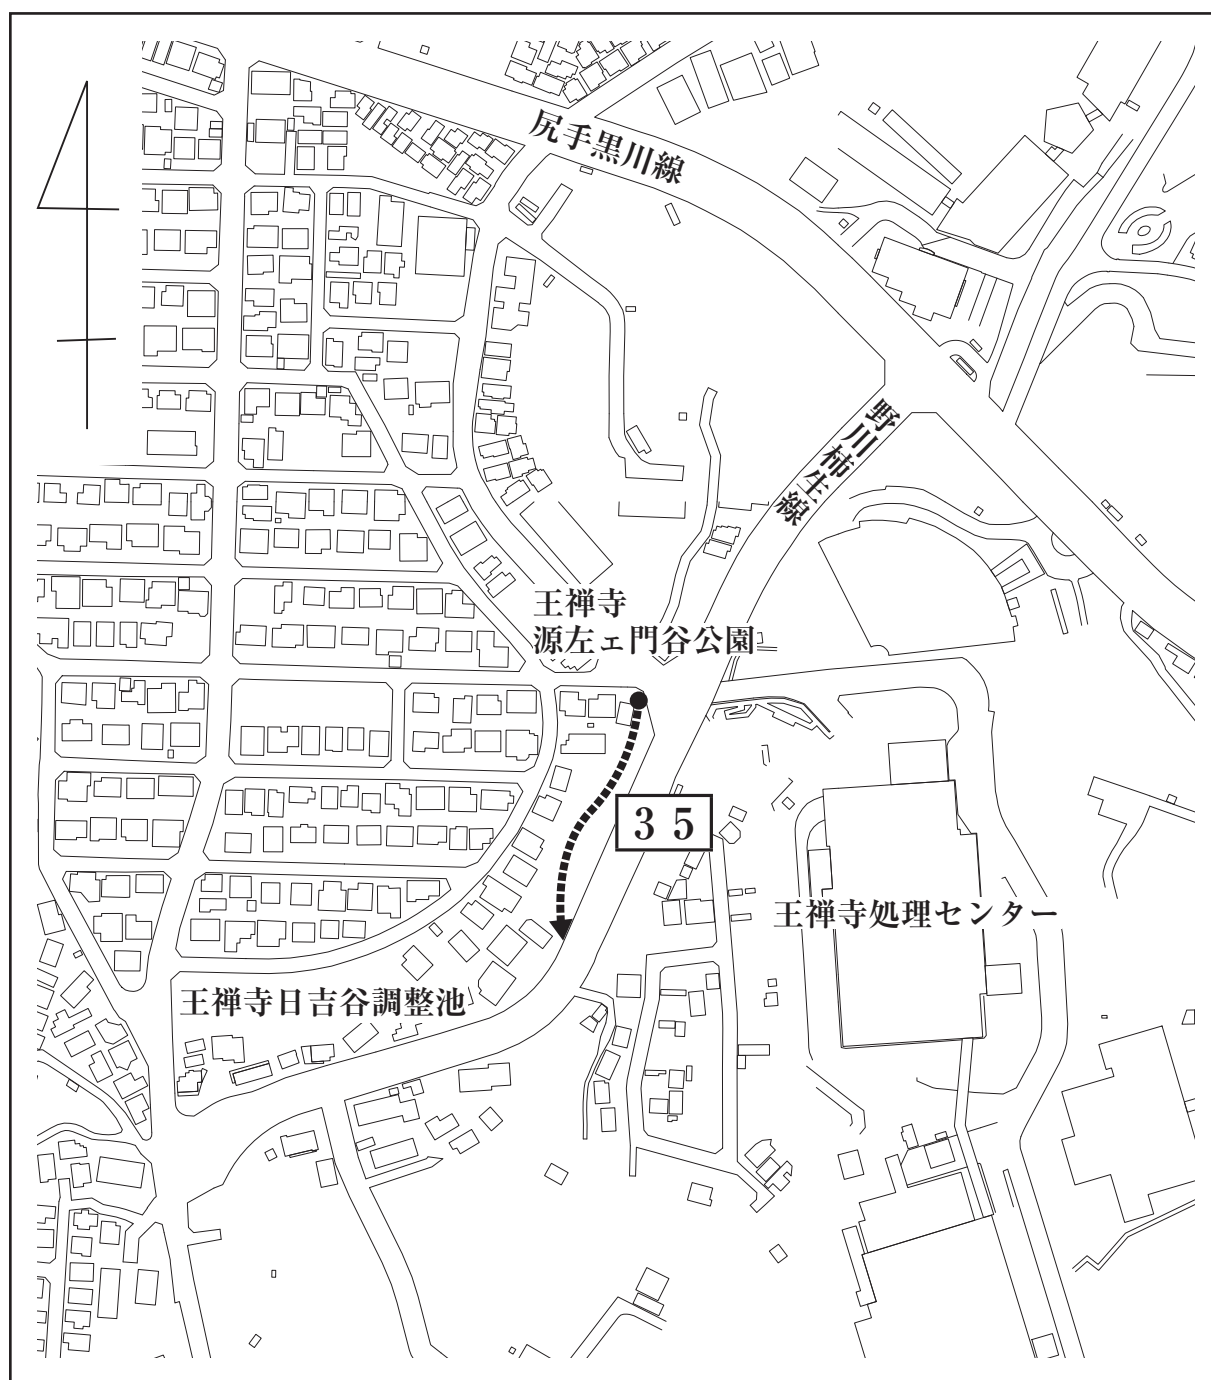 尻手黒川線
野川柿生線
王禅寺
源左ェ門谷公園
35
王禅寺処理センター
王禅寺日吉谷調整池